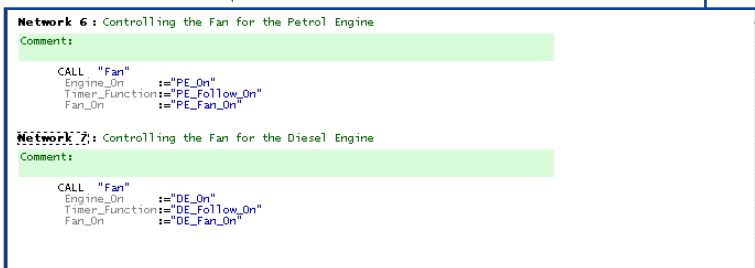 Network 6 : Controlling the Fan for the Petrol Engine
Comment:
CALL "Fan"
Engine_On :="PE_On"
Timer_Function:="PE_Follow_On"
Fan_On :="PE_Fan_On"
Network 7 : Controlling the Fan for the Diesel Engine
Comment:
CALL "Fan"
Engine_On :="DE_On"
Timer_Function:="DE_Follow_On"
Fan_On :="DE_Fan_On"